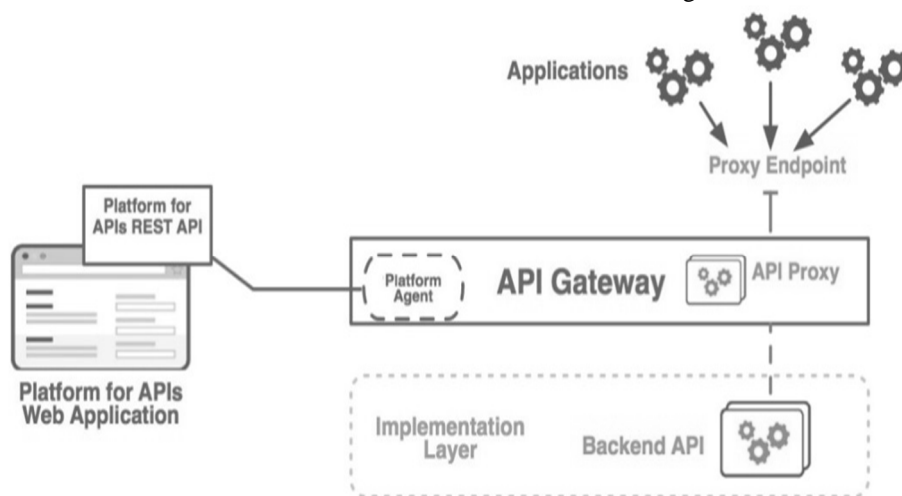 Applications
Proxy Endpoint
Platform for
APIs REST API
Platform
Agent
API Gateway
API Proxy
Platform for APIs
Web Application
Implementation
Layer
Backend API